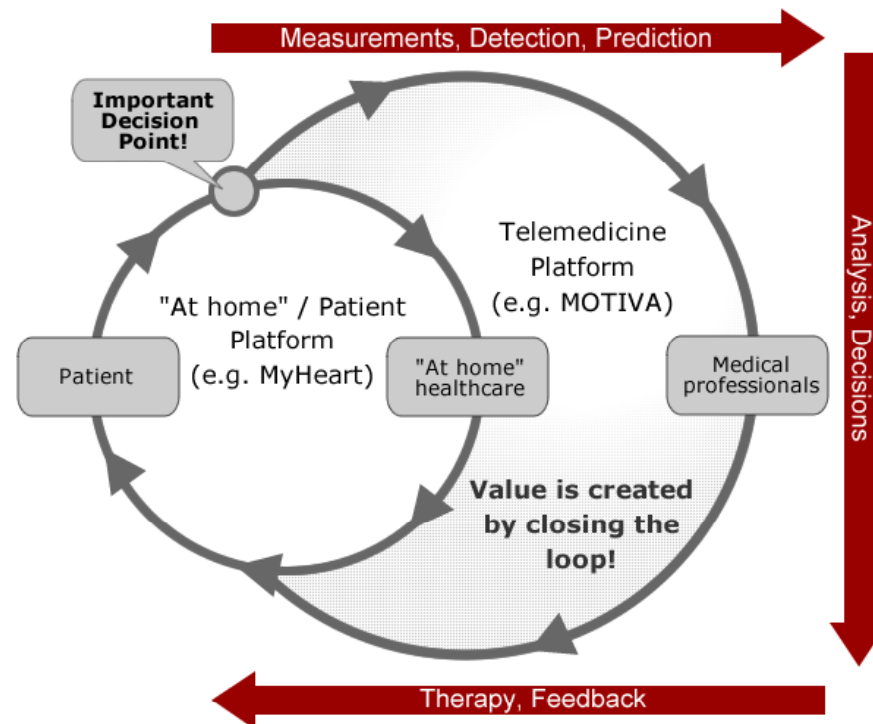 Measurements, Detection, Prediction
Important
Decision
Point!
Analysis, Decisions
Telemedicine
Platform
(e.g. MOTIVA)
"At home" / Patient
Platform
(e.g. MyHeart)
Patient
"At home"
healthcare
Medical
professionals
Value is created
by closing the
loop!
Therapy, Feedback